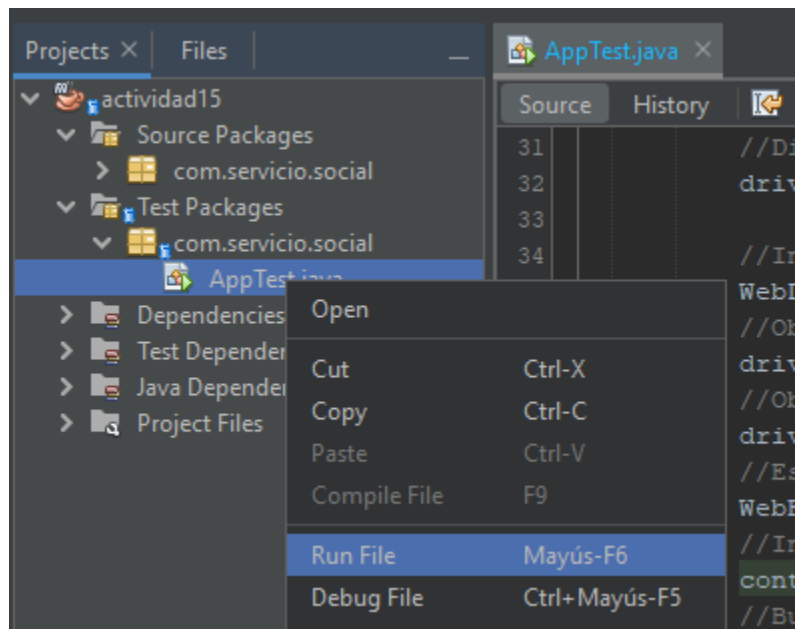 Projects
Files
actividad15
Source Packages
com.servicio.social
Test Packages
com.servicio.social
AppTest.java
Dependencies
Test Depende
Java Depende
Project Files
AppTest.java
Source History
31 //Di
32 driv
33
34 //In
WebD
//Ob
driv
//Ob
driv
//Es
WebE
//In
cont
//Bu
Open
Cut Ctrl-X
Copy Ctrl-C
Paste Ctrl-V
Compile File F9
Run File Mayús-F6
Debug File Ctrl+Mayús-F5